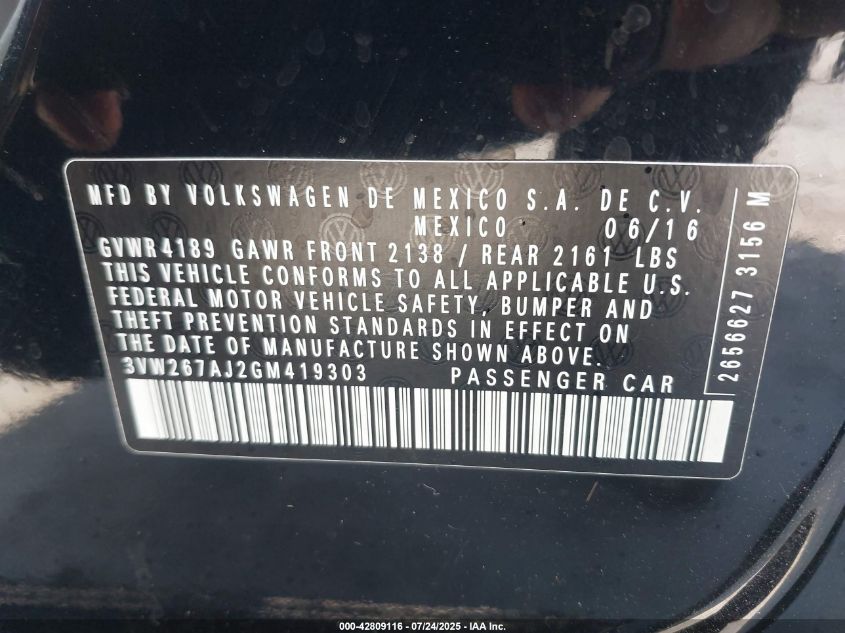 MFD BY VOLKSWAGEN DE MEXICO S.A. DE C.V.
MEXICO 06/16
GVWR4189 GAWR FRONT 2138 / REAR 2161 LBS
THIS VEHICLE CONFORMS TO ALL APPLICABLE U.S.
FEDERAL MOTOR VEHICLE SAFETY, BUMPER AND
THEFT PREVENTION STANDARDS IN EFFECT ON
THE DATE OF MANUFACTURE SHOWN ABOVE.
3VW267AJ2GM419303 PASSENGER CAR
2656627 3156 M
000-42809116 - 07/24/2025 - IAA Inc.